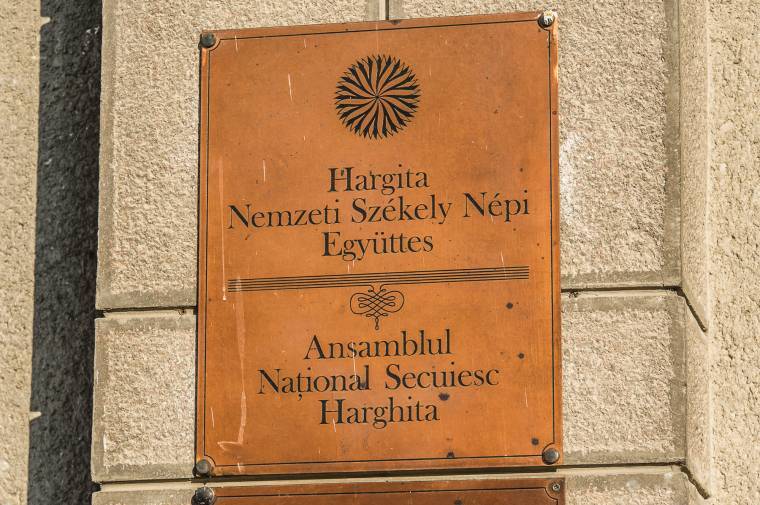 Hargita
Nemzeti Székely Népi
Együttes
Ansamblul
Național Secuiesc
Harghita